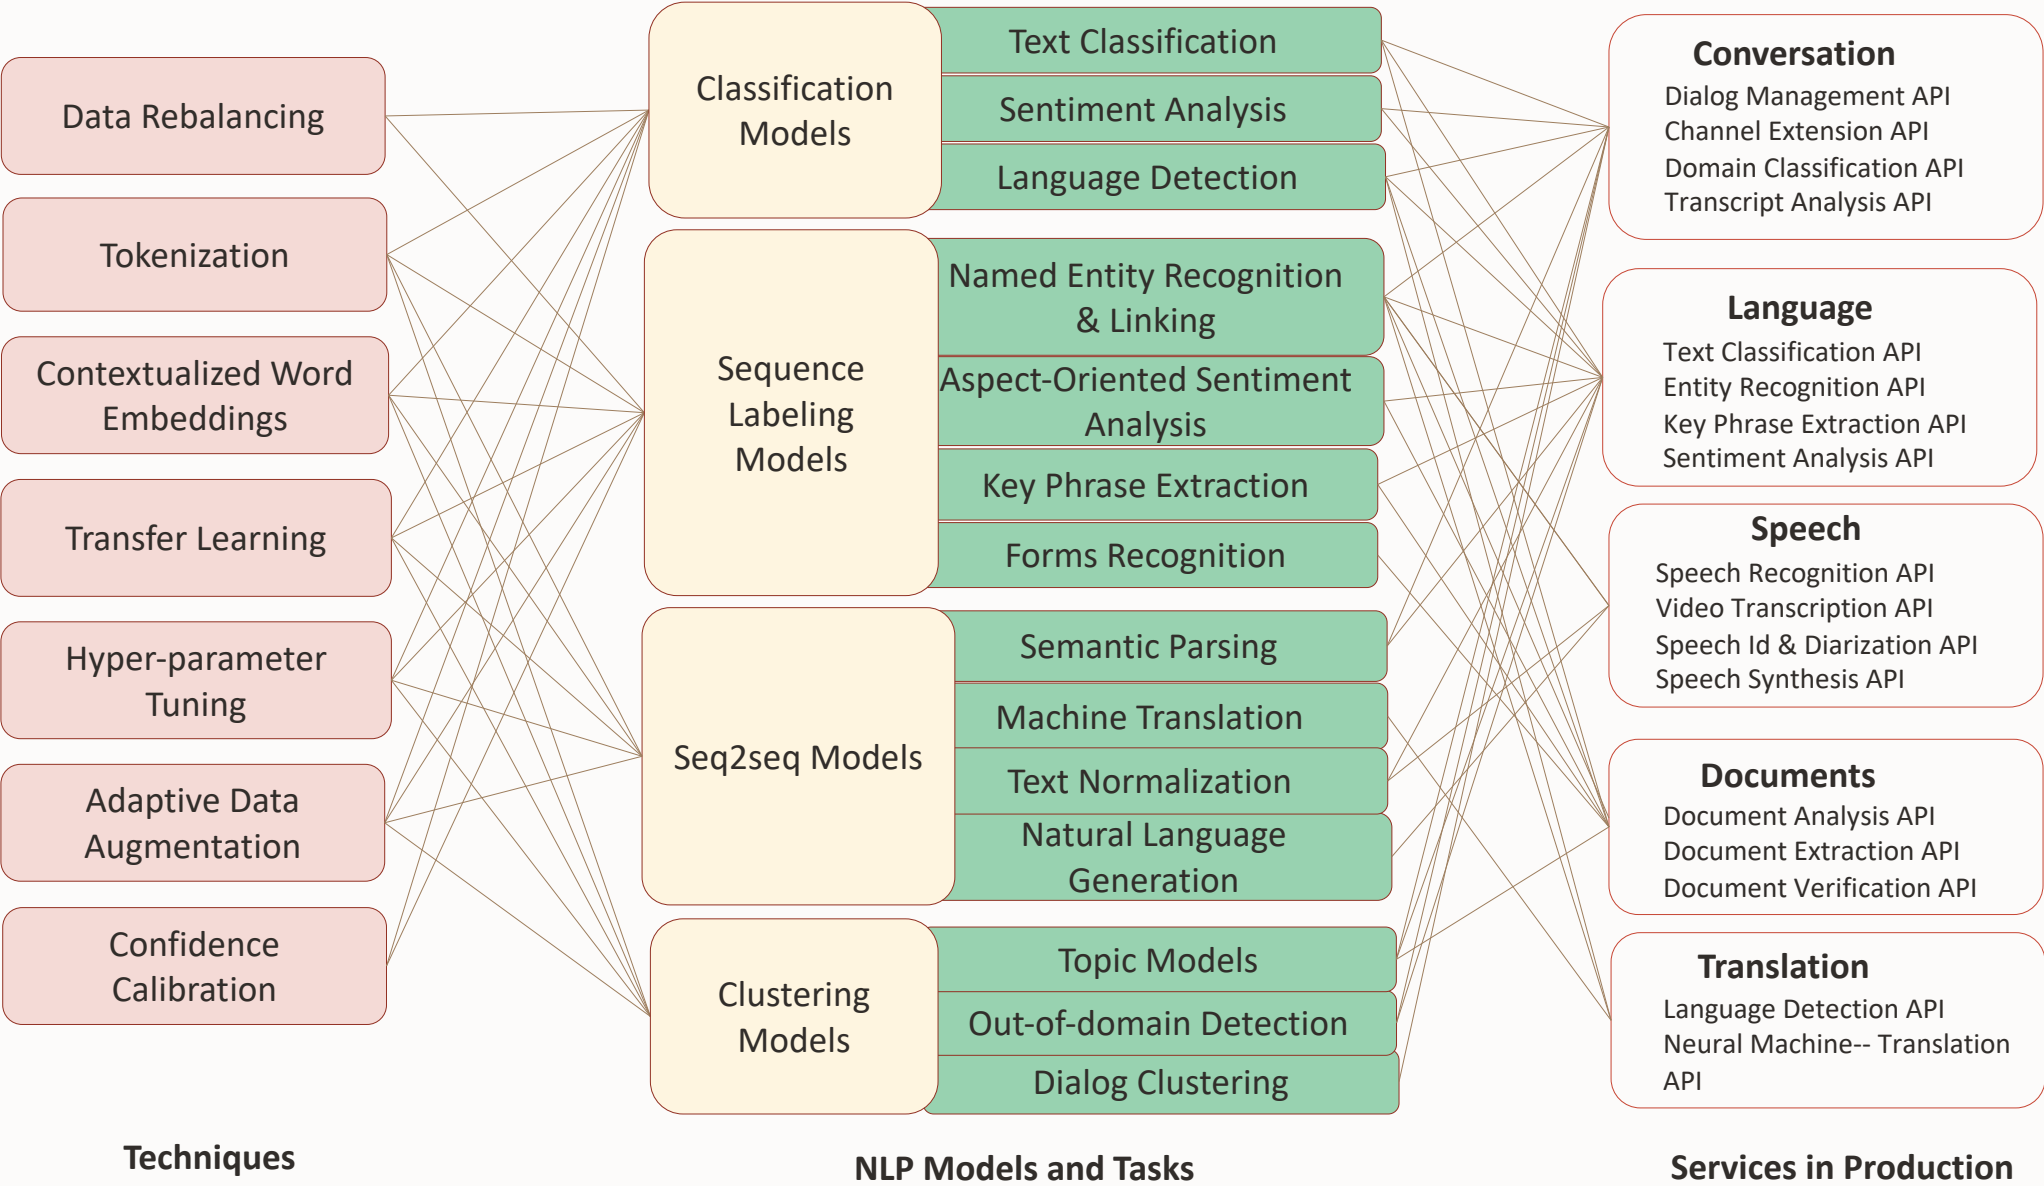 Data Rebalancing
Tokenization
Contextualized Word
Embeddings
Transfer Learning
Hyper-parameter
Tuning
Adaptive Data
Augmentation
Confidence
Calibration
Techniques
Classification
Models
Text Classification
Sentiment Analysis
Language Detection
Sequence
Labeling
Models
Named Entity Recognition
& Linking
Aspect-Oriented Sentiment
Analysis
Key Phrase Extraction
Forms Recognition
Seq2seq Models
Semantic Parsing
Machine Translation
Text Normalization
Natural Language
Generation
Clustering
Models
Topic Models
Out-of-domain Detection
Dialog Clustering
NLP Models and Tasks
Conversation
Dialog Management API
Channel Extension API
Domain Classification API
Transcript Analysis API
Language
Text Classification API
Entity Recognition API
Key Phrase Extraction API
Sentiment Analysis API
Speech
Speech Recognition API
Video Transcription API
Speech Id & Diarization API
Speech Synthesis API
Documents
Document Analysis API
Document Extraction API
Document Verification API
Translation
Language Detection API
Neural Machine-- Translation
API
Services in Production